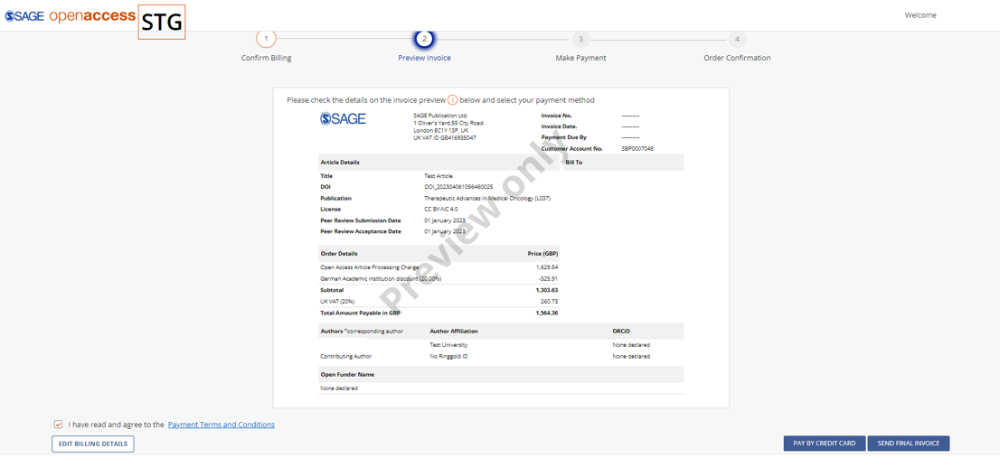 SAGE openaccess STG
Welcome
1 2 3 4
Confirm Billing Preview Invoice Make Payment Order Confirmation
Please check the details on the invoice preview i below and select your payment method
SAGE
SAGE Publication Ltd.
1 Oliver's Yard,55 City Road
London EC1Y 1SP, UK
UK VAT ID GB416935047
Invoice No. ----------
Invoice Date. ----------
Payment Due By ----------
Customer Account No. SBP0007048
Article Details Bill To
Title Test Article
DOI DOI_202304061056460025
Publication Therapeutic Advances in Medical Oncology (L037)
License CC BY-NC 4.0
Peer Review Submission Date 01 January 2023
Peer Review Acceptance Date 01 January 2023
Order Details Price (GBP)
Open Access Article Processing Charge 1,629.54
German Academic institution discount (20.00%) -325.91
Subtotal 1,303.63
UK VAT (20%) 260.73
Total Amount Payable in GBP 1,564.36
Authors *corresponding author Author Affiliation ORCiD
Test University None declared
Contributing Author No Ringgold ID None declared
Open Funder Name
None declared
Preview only
I have read and agree to the Payment Terms and Conditions
EDIT BILLING DETAILS PAY BY CREDIT CARD SEND FINAL INVOICE